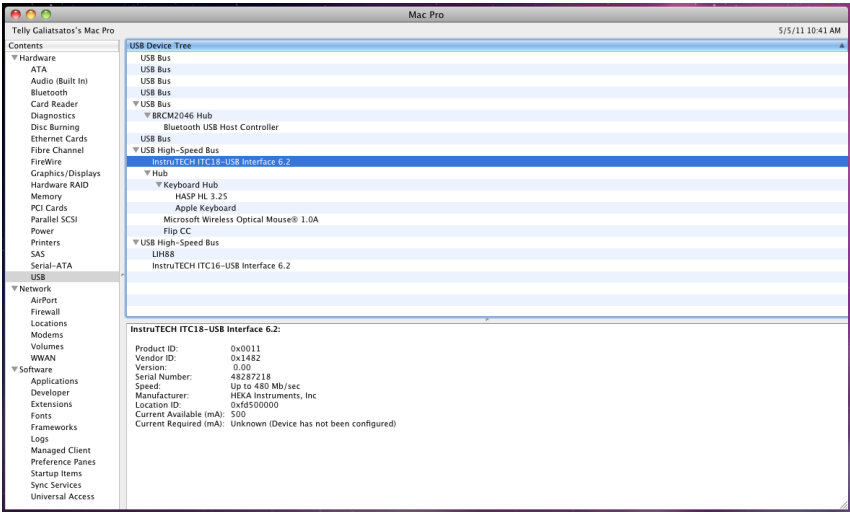 Mac Pro
Telly Galiatsatos's Mac Pro
5/5/11 10:41 AM
Contents
Hardware
ATA
Audio (Built In)
Bluetooth
Card Reader
Diagnostics
Disc Burning
Ethernet Cards
Fibre Channel
FireWire
Graphics/Displays
Hardware RAID
Memory
PCI Cards
Parallel SCSI
Power
Printers
SAS
Serial-ATA
USB
Network
AirPort
Firewall
Locations
Modems
Volumes
WWAN
Software
Applications
Developer
Extensions
Fonts
Frameworks
Logs
Managed Client
Preference Panes
Startup Items
Sync Services
Universal Access
USB Device Tree
USB Bus
USB Bus
USB Bus
USB Bus
USB Bus
BRCM2046 Hub
Bluetooth USB Host Controller
USB Bus
USB High-Speed Bus
InstruTECH ITC18-USB Interface 6.2
Hub
Keyboard Hub
HASP HL 3.25
Apple Keyboard
Microsoft Wireless Optical Mouse® 1.0A
Flip CC
USB High-Speed Bus
LIH88
InstruTECH ITC16-USB Interface 6.2
InstruTECH ITC18-USB Interface 6.2:
Product ID: 0x0011
Vendor ID: 0x1482
Version: 0.00
Serial Number: 48287218
Speed: Up to 480 Mb/sec
Manufacturer: HEKA Instruments, Inc
Location ID: 0xfd500000
Current Available (mA): 500
Current Required (mA): Unknown (Device has not been configured)